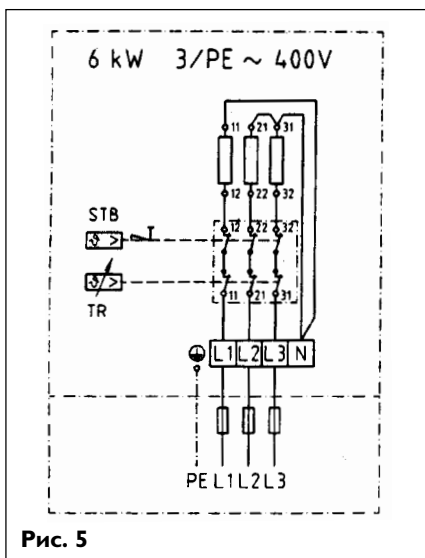 6 kW 3/PE ~ 400V
11 21 31
12 22 32
STB
12 22 32
ϑ >
ϑ >
11 21 31
TR
L1 L2 L3 N
PE L1 L2 L3
Рис. 5